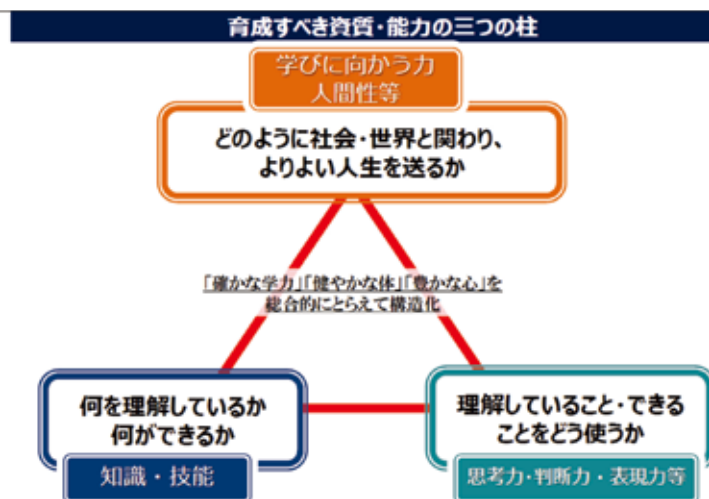 育成すべき資質・能力の三つの柱
学びに向かう力
人間性等
どのように社会・世界と関わり、
よりよい人生を送るか
「確かな学力」「健やかな体」「豊かな心」を
総合的にとらえて構造化
何を理解しているか
何ができるか
知識・技能
理解していること・できる
ことをどう使うか
思考力・判断力・表現力等